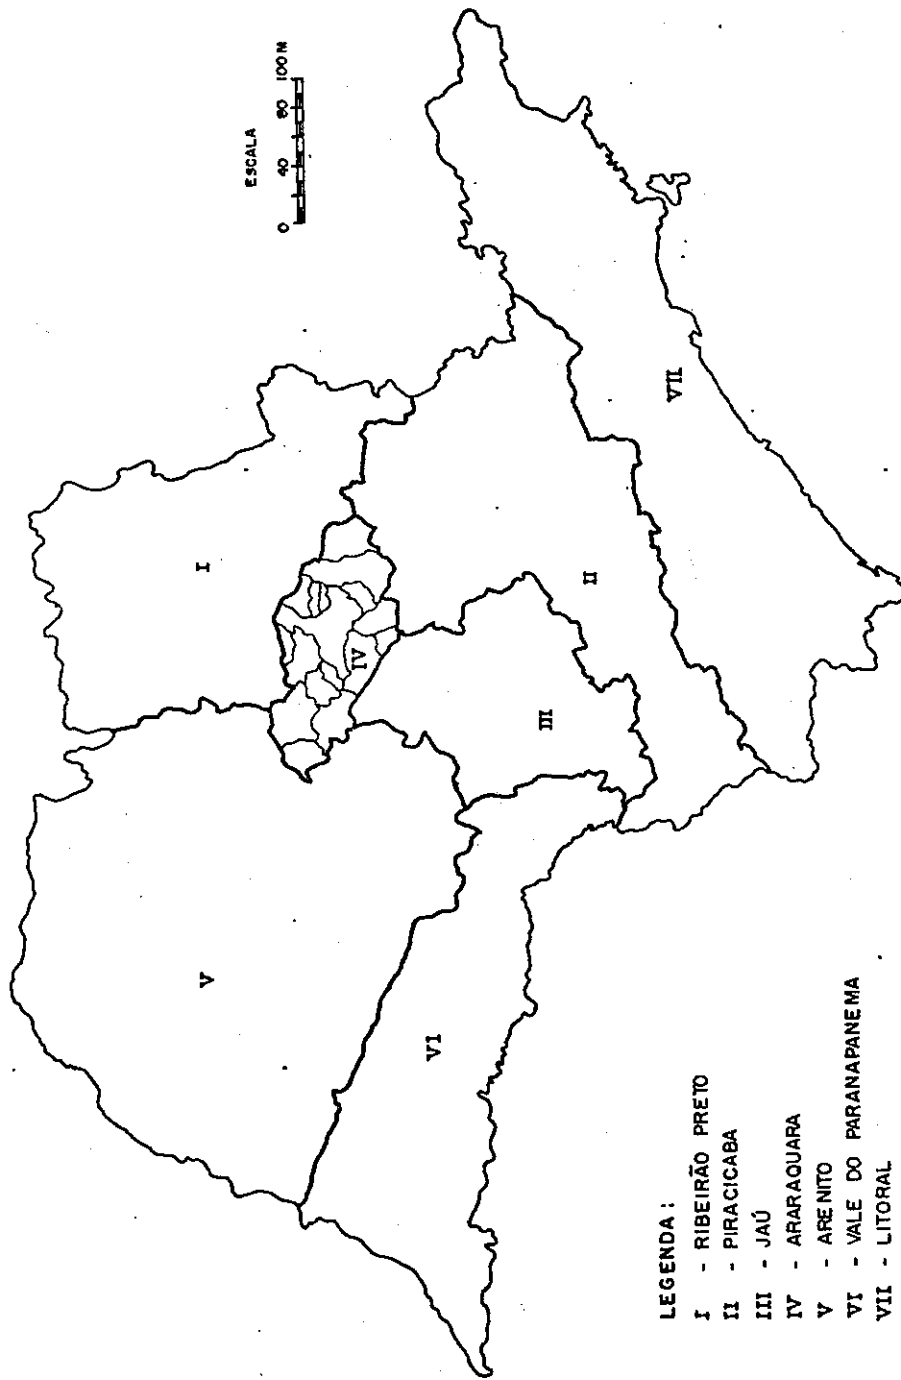 ESCALA
0 40 80 100 M
I
II
III
IV
V
VI
VII
LEGENDA :
I - RIBEIRÃO PRETO
II - PIRACICABA
III - JAÚ
IV - ARARAQUARA
V - ARENITO
VI - VALE DO PARANAPANEMA
VII - LITORAL